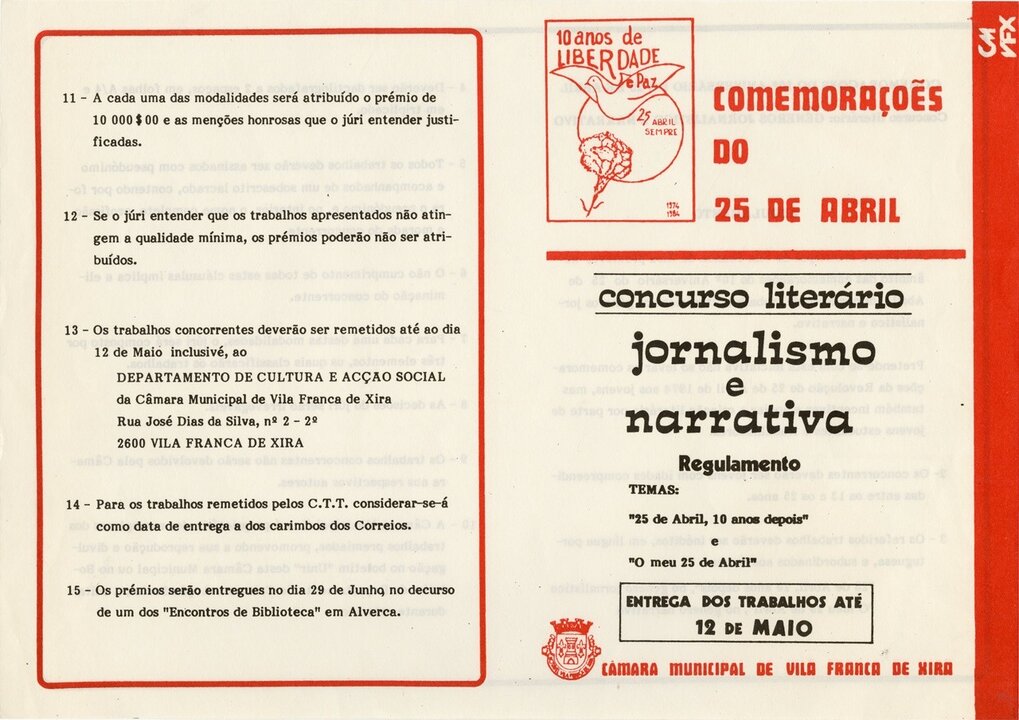 11 - A cada uma das modalidades será atribuído o prémio de
10 000$00 e as menções honrosas que o júri entender justi-
ficadas.
12 - Se o júri entender que os trabalhos apresentados não atin-
gem a qualidade mínima, os prémios poderão não ser atri-
buídos.
13 - Os trabalhos concorrentes deverão ser remetidos até ao dia
12 de Maio inclusivé, ao
DEPARTAMENTO DE CULTURA E ACÇÃO SOCIAL
da Câmara Municipal de Vila Franca de Xira
Rua José Dias da Silva, nº 2 - 2º
2600 VILA FRANCA DE XIRA
14 - Para os trabalhos remetidos pelos C.T.T. considerar-se-á
como data de entrega a dos carimbos dos Correios.
15 - Os prémios serão entregues no dia 29 de Junho no decurso
de um dos "Encontros de Biblioteca" em Alverca.
10 anos de
LIBERDADE
e Paz
25
ABRIL
SEMPRE
1974
1984
COMEMORAÇÕES
DO
25 DE ABRIL
concurso literário
jornalismo
e
narrativa
Regulamento
TEMAS:
"25 de Abril, 10 anos depois"
e
"O meu 25 de Abril"
ENTREGA DOS TRABALHOS ATÉ
12 DE MAIO
CÂMARA MUNICIPAL DE VILA FRANCA DE XIRA
CM
VFX